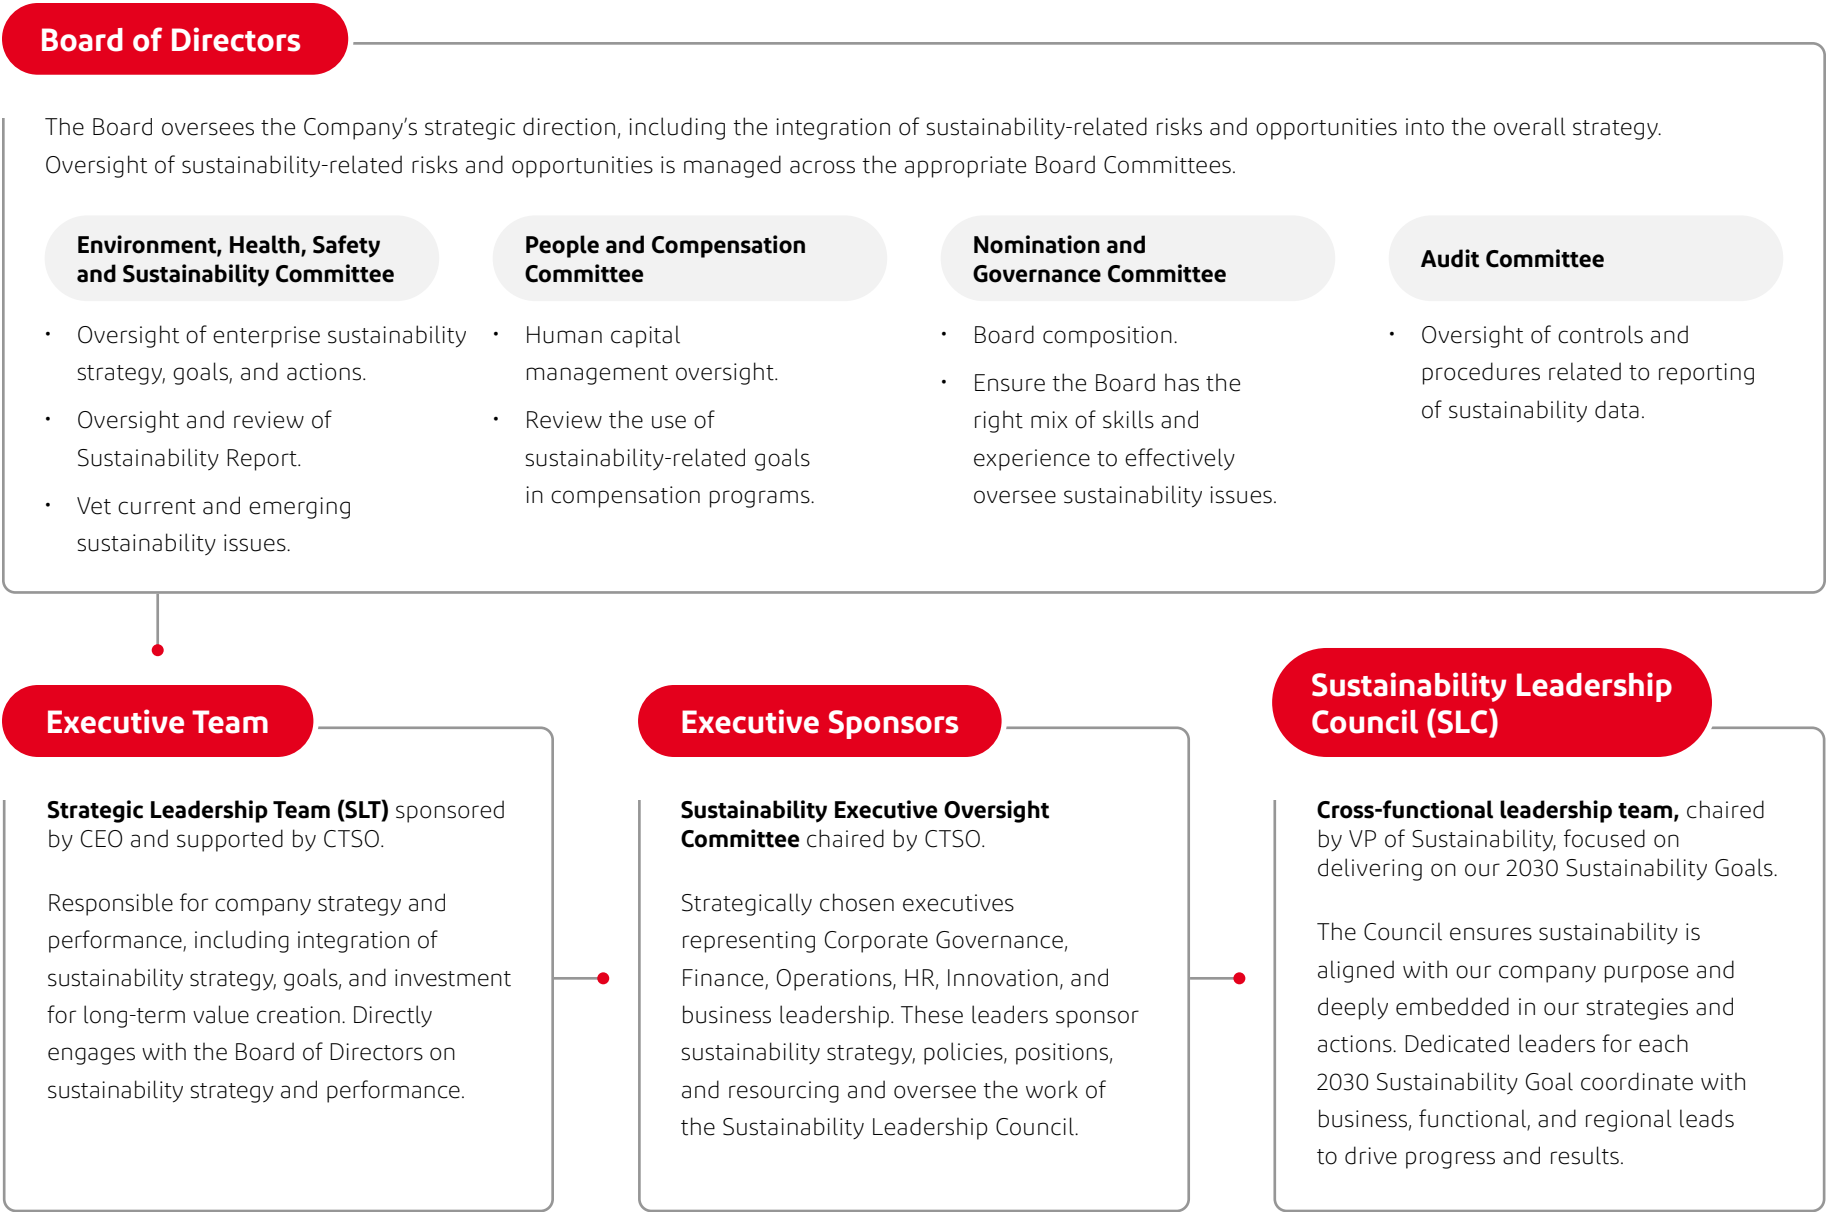 Board of Directors
The Board oversees the Company's strategic direction, including the integration of sustainability-related risks and opportunities into the overall strategy.
Oversight of sustainability-related risks and opportunities is managed across the appropriate Board Committees.
Environment, Health, Safety
and Sustainability Committee
• Oversight of enterprise sustainability
strategy, goals, and actions.
• Oversight and review of
Sustainability Report.
• Vet current and emerging
sustainability issues.
People and Compensation
Committee
• Human capital
management oversight.
• Review the use of
sustainability-related goals
in compensation programs.
Nomination and
Governance Committee
• Board composition.
• Ensure the Board has the
right mix of skills and
experience to effectively
oversee sustainability issues.
Audit Committee
• Oversight of controls and
procedures related to reporting
of sustainability data.
Executive Team
Strategic Leadership Team (SLT) sponsored
by CEO and supported by CTSO.
Responsible for company strategy and
performance, including integration of
sustainability strategy, goals, and investment
for long-term value creation. Directly
engages with the Board of Directors on
sustainability strategy and performance.
Executive Sponsors
Sustainability Executive Oversight
Committee chaired by CTSO.
Strategically chosen executives
representing Corporate Governance,
Finance, Operations, HR, Innovation, and
business leadership. These leaders sponsor
sustainability strategy, policies, positions,
and resourcing and oversee the work of
the Sustainability Leadership Council.
Sustainability Leadership
Council (SLC)
Cross-functional leadership team, chaired
by VP of Sustainability, focused on
delivering on our 2030 Sustainability Goals.
The Council ensures sustainability is
aligned with our company purpose and
deeply embedded in our strategies and
actions. Dedicated leaders for each
2030 Sustainability Goal coordinate with
business, functional, and regional leads
to drive progress and results.